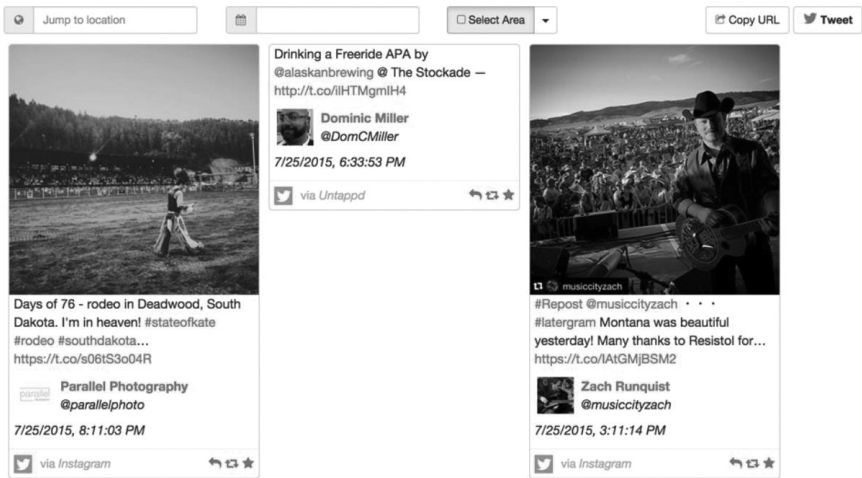 Jump to location
Select Area
Copy URL
Tweet
Days of 76 - rodeo in Deadwood, South
Dakota. I'm in heaven! #stateofkate
#rodeo #southdakota…
https://t.co/s06tS3o04R
parallel
Parallel Photography
@parallelphoto
7/25/2015, 8:11:03 PM
via Instagram
Drinking a Freeride APA by
@alaskanbrewing @ The Stockade —
http://t.co/ilHTMgmIH4
Dominic Miller
@DomCMiller
7/25/2015, 6:33:53 PM
via Untappd
musiccityzach
#Repost @musiccityzach ・・・
#latergram Montana was beautiful
yesterday! Many thanks to Resistol for…
https://t.co/IAtGMjBSM2
Zach Runquist
@musiccityzach
7/25/2015, 3:11:14 PM
via Instagram